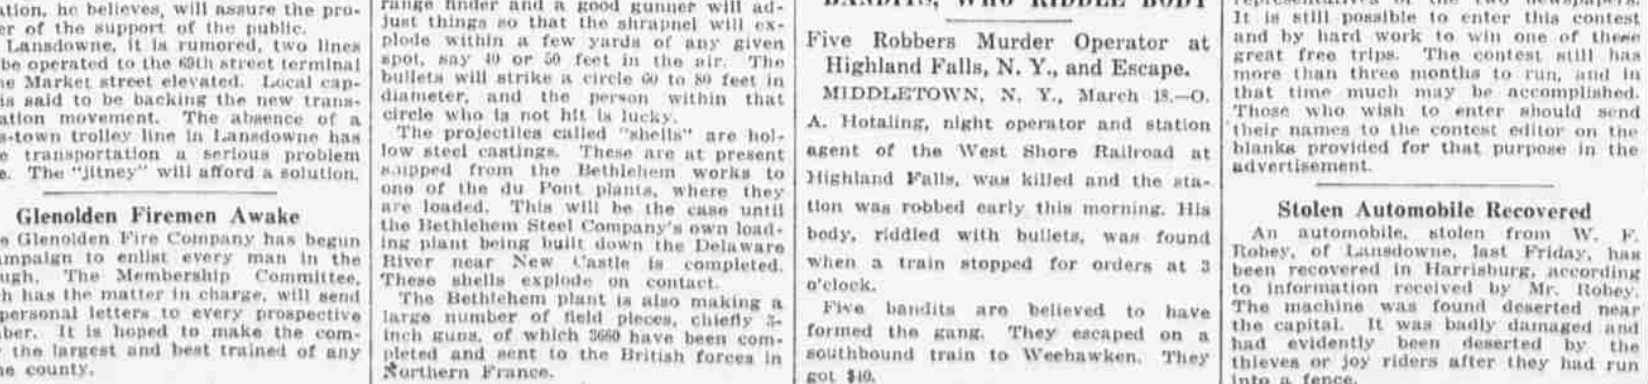 ation, he believes, will assure the pro-
er of the support of the public.
Lansdowne, it is rumored, two lines
be operated to the 69th street terminal
he Market street elevated. Local cap-
is said to be backing the new trans-
ation movement. The absence of a
s-town trolley line in Lansdowne has
e transportation a serious problem
e. The "jitney" will afford a solution.
Glenolden Firemen Awake
e Glenolden Fire Company has begun
ampaign to enlist every man in the
ough. The Membership Committee,
h has the matter in charge, will send
personal letters to every prospective
ber. It is hoped to make the com-
the largest and best trained of any
he county.
range finder and a good gunner will ad-
just things so that the shrapnel will ex-
plode within a few yards of any given
spot, say 40 or 50 feet in the air. The
bullets will strike a circle 60 to 80 feet in
diameter, and the person within that
circle who is not hit is lucky.
The projectiles called "shells" are hol-
low steel castings. These are at present
shipped from the Bethlehem works to
one of the du Pont plants, where they
are loaded. This will be the case until
the Bethlehem Steel Company's own load-
ing plant being built down the Delaware
River near New Castle is completed.
These shells explode on contact.
The Bethlehem plant is also making a
large number of field pieces, chiefly
inch guns, of which 3660 have been com-
pleted and sent to the British forces in
Northern France.
BANDITS, WHO RIDDLE BODY
Five Robbers Murder Operator at
Highland Falls, N. Y., and Escape.
MIDDLETOWN, N. Y., March 18.—O.
A. Hotaling, night operator and station
agent of the West Shore Railroad at
Highland Falls, was killed and the sta-
tion was robbed early this morning. His
body, riddled with bullets, was found
when a train stopped for orders at 3
o'clock.
Five bandits are believed to have
formed the gang. They escaped on a
southbound train to Weehawken. They
got $40.
representatives of the two newspapers.
It is still possible to enter this contest
and by hard work to win one of these
great free trips. The contest still has
more than three months to run, and in
that time much may be accomplished.
Those who wish to enter should send
their names to the contest editor on the
blanks provided for that purpose in the
advertisement.
Stolen Automobile Recovered
An automobile, stolen from W. F.
Robey, of Lansdowne, last Friday, has
been recovered in Harrisburg, according
to information received by Mr. Robey.
The machine was found deserted near
the capital. It was badly damaged and
had evidently been deserted by the
thieves or joy riders after they had run
into a fence.